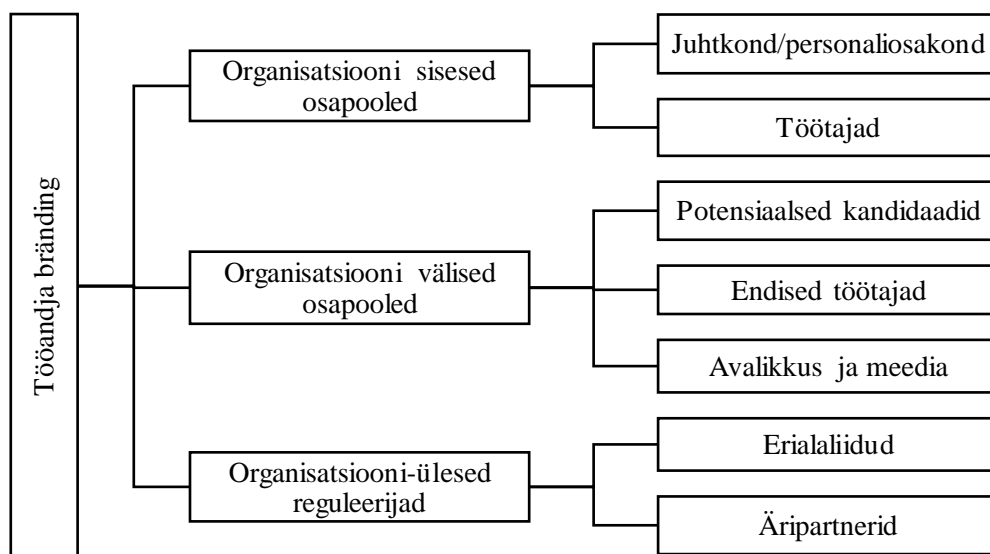 Tööandja bränding
Organisatsiooni sisesed
osapooled
Juhtkond/personaliosakond
Töötajad
Organisatsiooni välised
osapooled
Potensiaalsed kandidaadid
Endised töötajad
Avalikkus ja meedia
Organisatsiooni-ülesed
reguleerijad
Erialaliidud
Äripartnerid